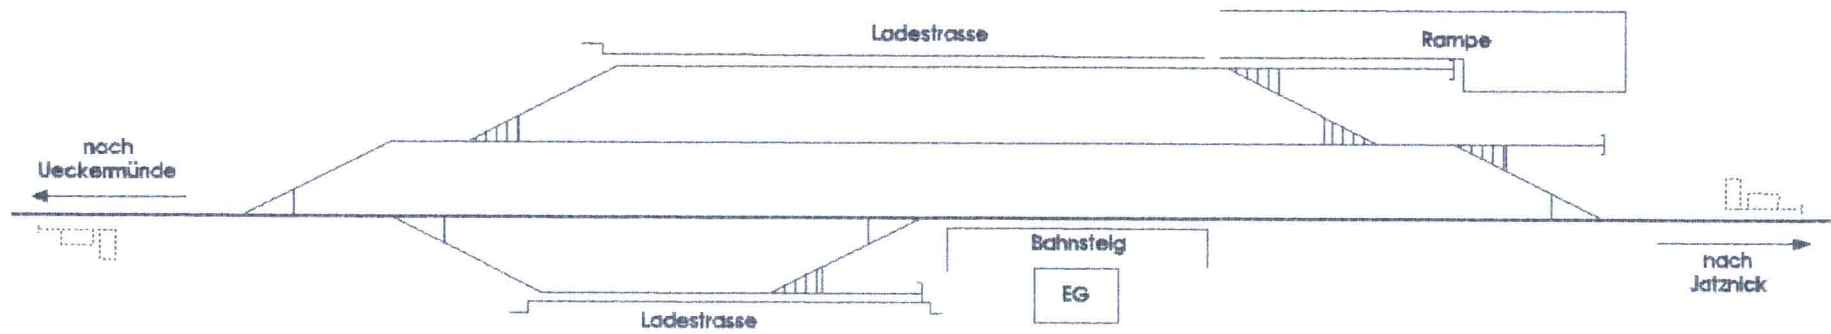 Ladestrasse
Rampe
nach
Ueckermünde
Bahnsteig
EG
nach
Jatznick
Ladestrasse